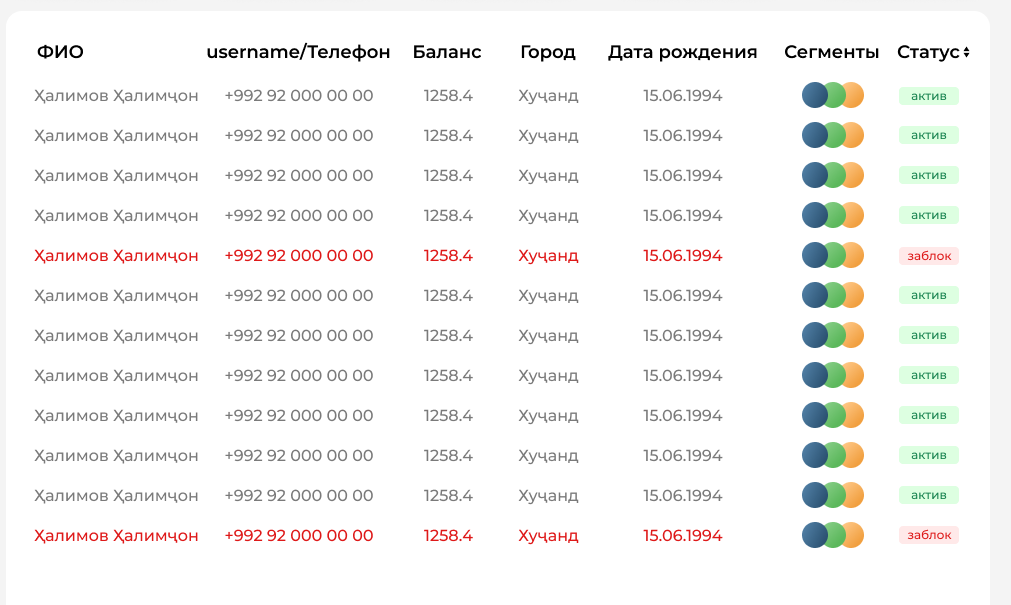 ФИО username/Телефон Баланс Город Дата рождения Сегменты Статус
Ҳалимов Ҳалимҷон +992 92 000 00 00 1258.4 Хуҷанд 15.06.1994 актив
Ҳалимов Ҳалимҷон +992 92 000 00 00 1258.4 Хуҷанд 15.06.1994 актив
Ҳалимов Ҳалимҷон +992 92 000 00 00 1258.4 Хуҷанд 15.06.1994 актив
Ҳалимов Ҳалимҷон +992 92 000 00 00 1258.4 Хуҷанд 15.06.1994 актив
Ҳалимов Ҳалимҷон +992 92 000 00 00 1258.4 Хуҷанд 15.06.1994 заблок
Ҳалимов Ҳалимҷон +992 92 000 00 00 1258.4 Хуҷанд 15.06.1994 актив
Ҳалимов Ҳалимҷон +992 92 000 00 00 1258.4 Хуҷанд 15.06.1994 актив
Ҳалимов Ҳалимҷон +992 92 000 00 00 1258.4 Хуҷанд 15.06.1994 актив
Ҳалимов Ҳалимҷон +992 92 000 00 00 1258.4 Хуҷанд 15.06.1994 актив
Ҳалимов Ҳалимҷон +992 92 000 00 00 1258.4 Хуҷанд 15.06.1994 актив
Ҳалимов Ҳалимҷон +992 92 000 00 00 1258.4 Хуҷанд 15.06.1994 актив
Ҳалимов Ҳалимҷон +992 92 000 00 00 1258.4 Хуҷанд 15.06.1994 заблок